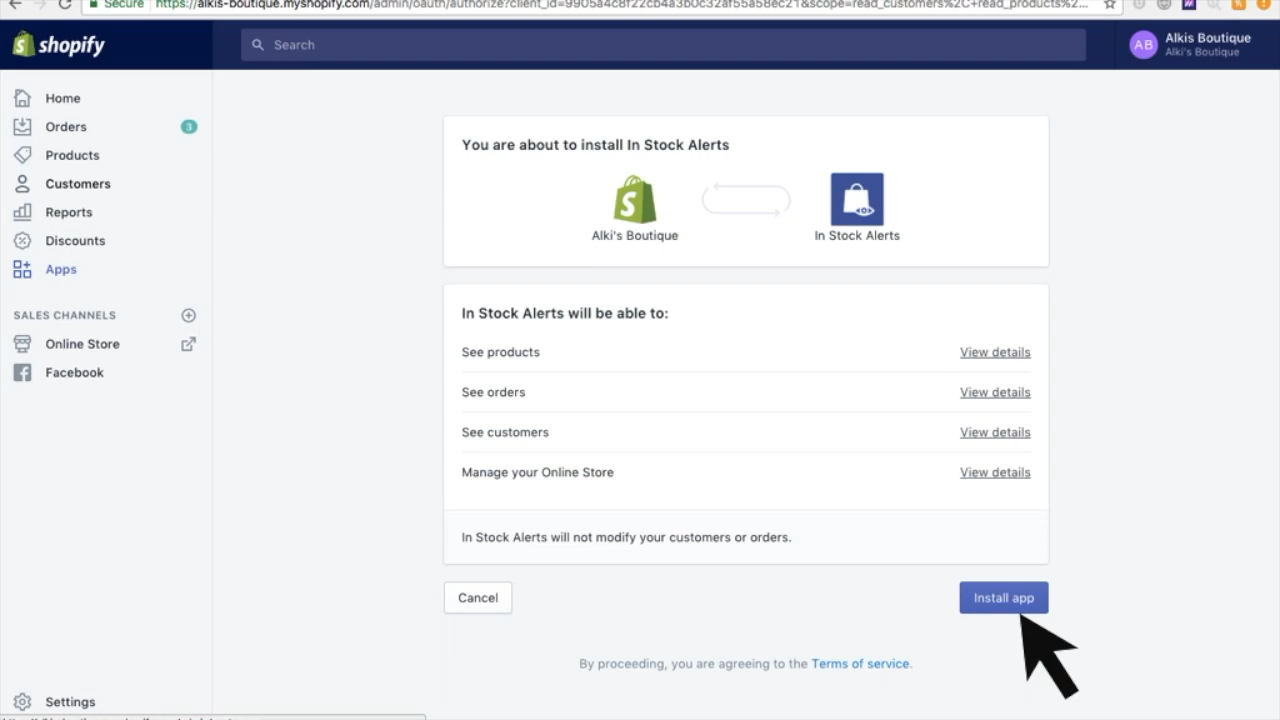 Secure https://alkis-boutique.myshopify.com/admin/oauth/authorize?client_id=9905a4c8f22cb4a3b0c32af55a58ec21&scope=read_customers%2C+read_products%2...
shopify
Search
AB
Alkis Boutique
Alki's Boutique
Home
Orders 3
Products
Customers
Reports
Discounts
Apps
SALES CHANNELS
Online Store
Facebook
Settings
You are about to install In Stock Alerts
Alki's Boutique
In Stock Alerts
In Stock Alerts will be able to:
See products View details
See orders View details
See customers View details
Manage your Online Store View details
In Stock Alerts will not modify your customers or orders.
Cancel
Install app
By proceeding, you are agreeing to the Terms of service.